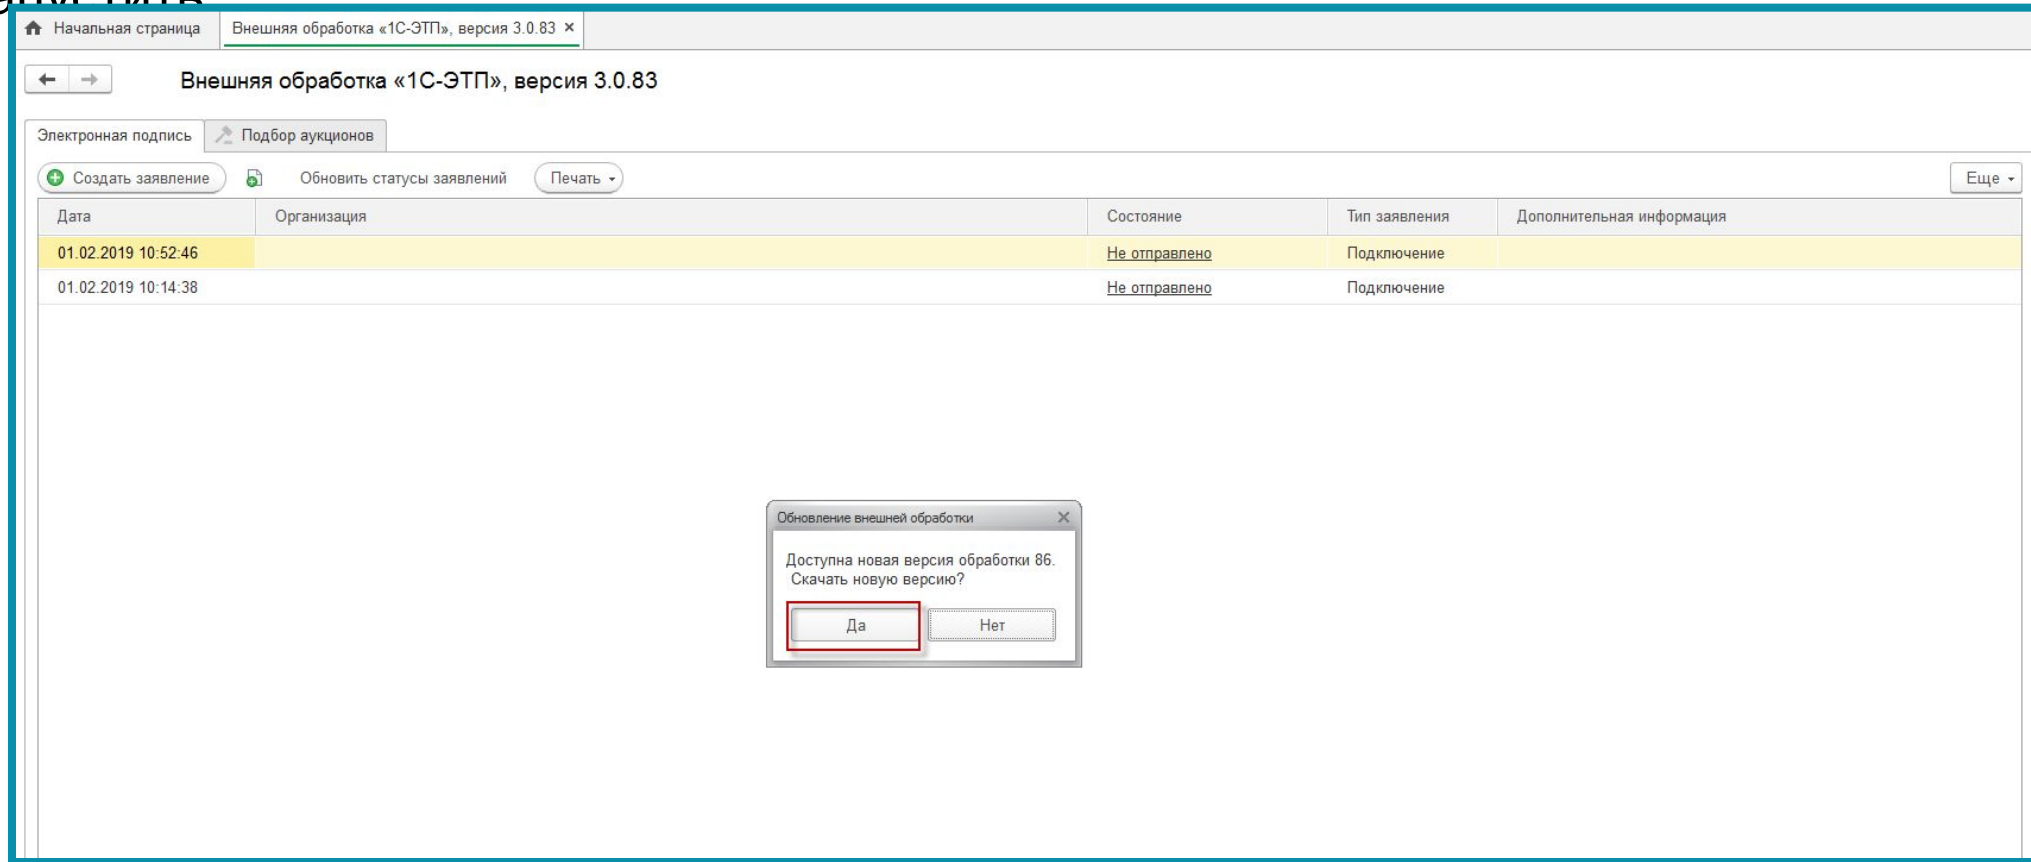 Начальная страница
Внешняя обработка «1С-ЭТП», версия 3.0.83 ×
Внешняя обработка «1С-ЭТП», версия 3.0.83
Электронная подпись
Подбор аукционов
Создать заявление
Обновить статусы заявлений
Печать
Еще
Дата Организация Состояние Тип заявления Дополнительная информация
01.02.2019 10:52:46 Не отправлено Подключение
01.02.2019 10:14:38 Не отправлено Подключение
Обновление внешней обработки
Доступна новая версия обработки 86.
Скачать новую версию?
Да
Нет